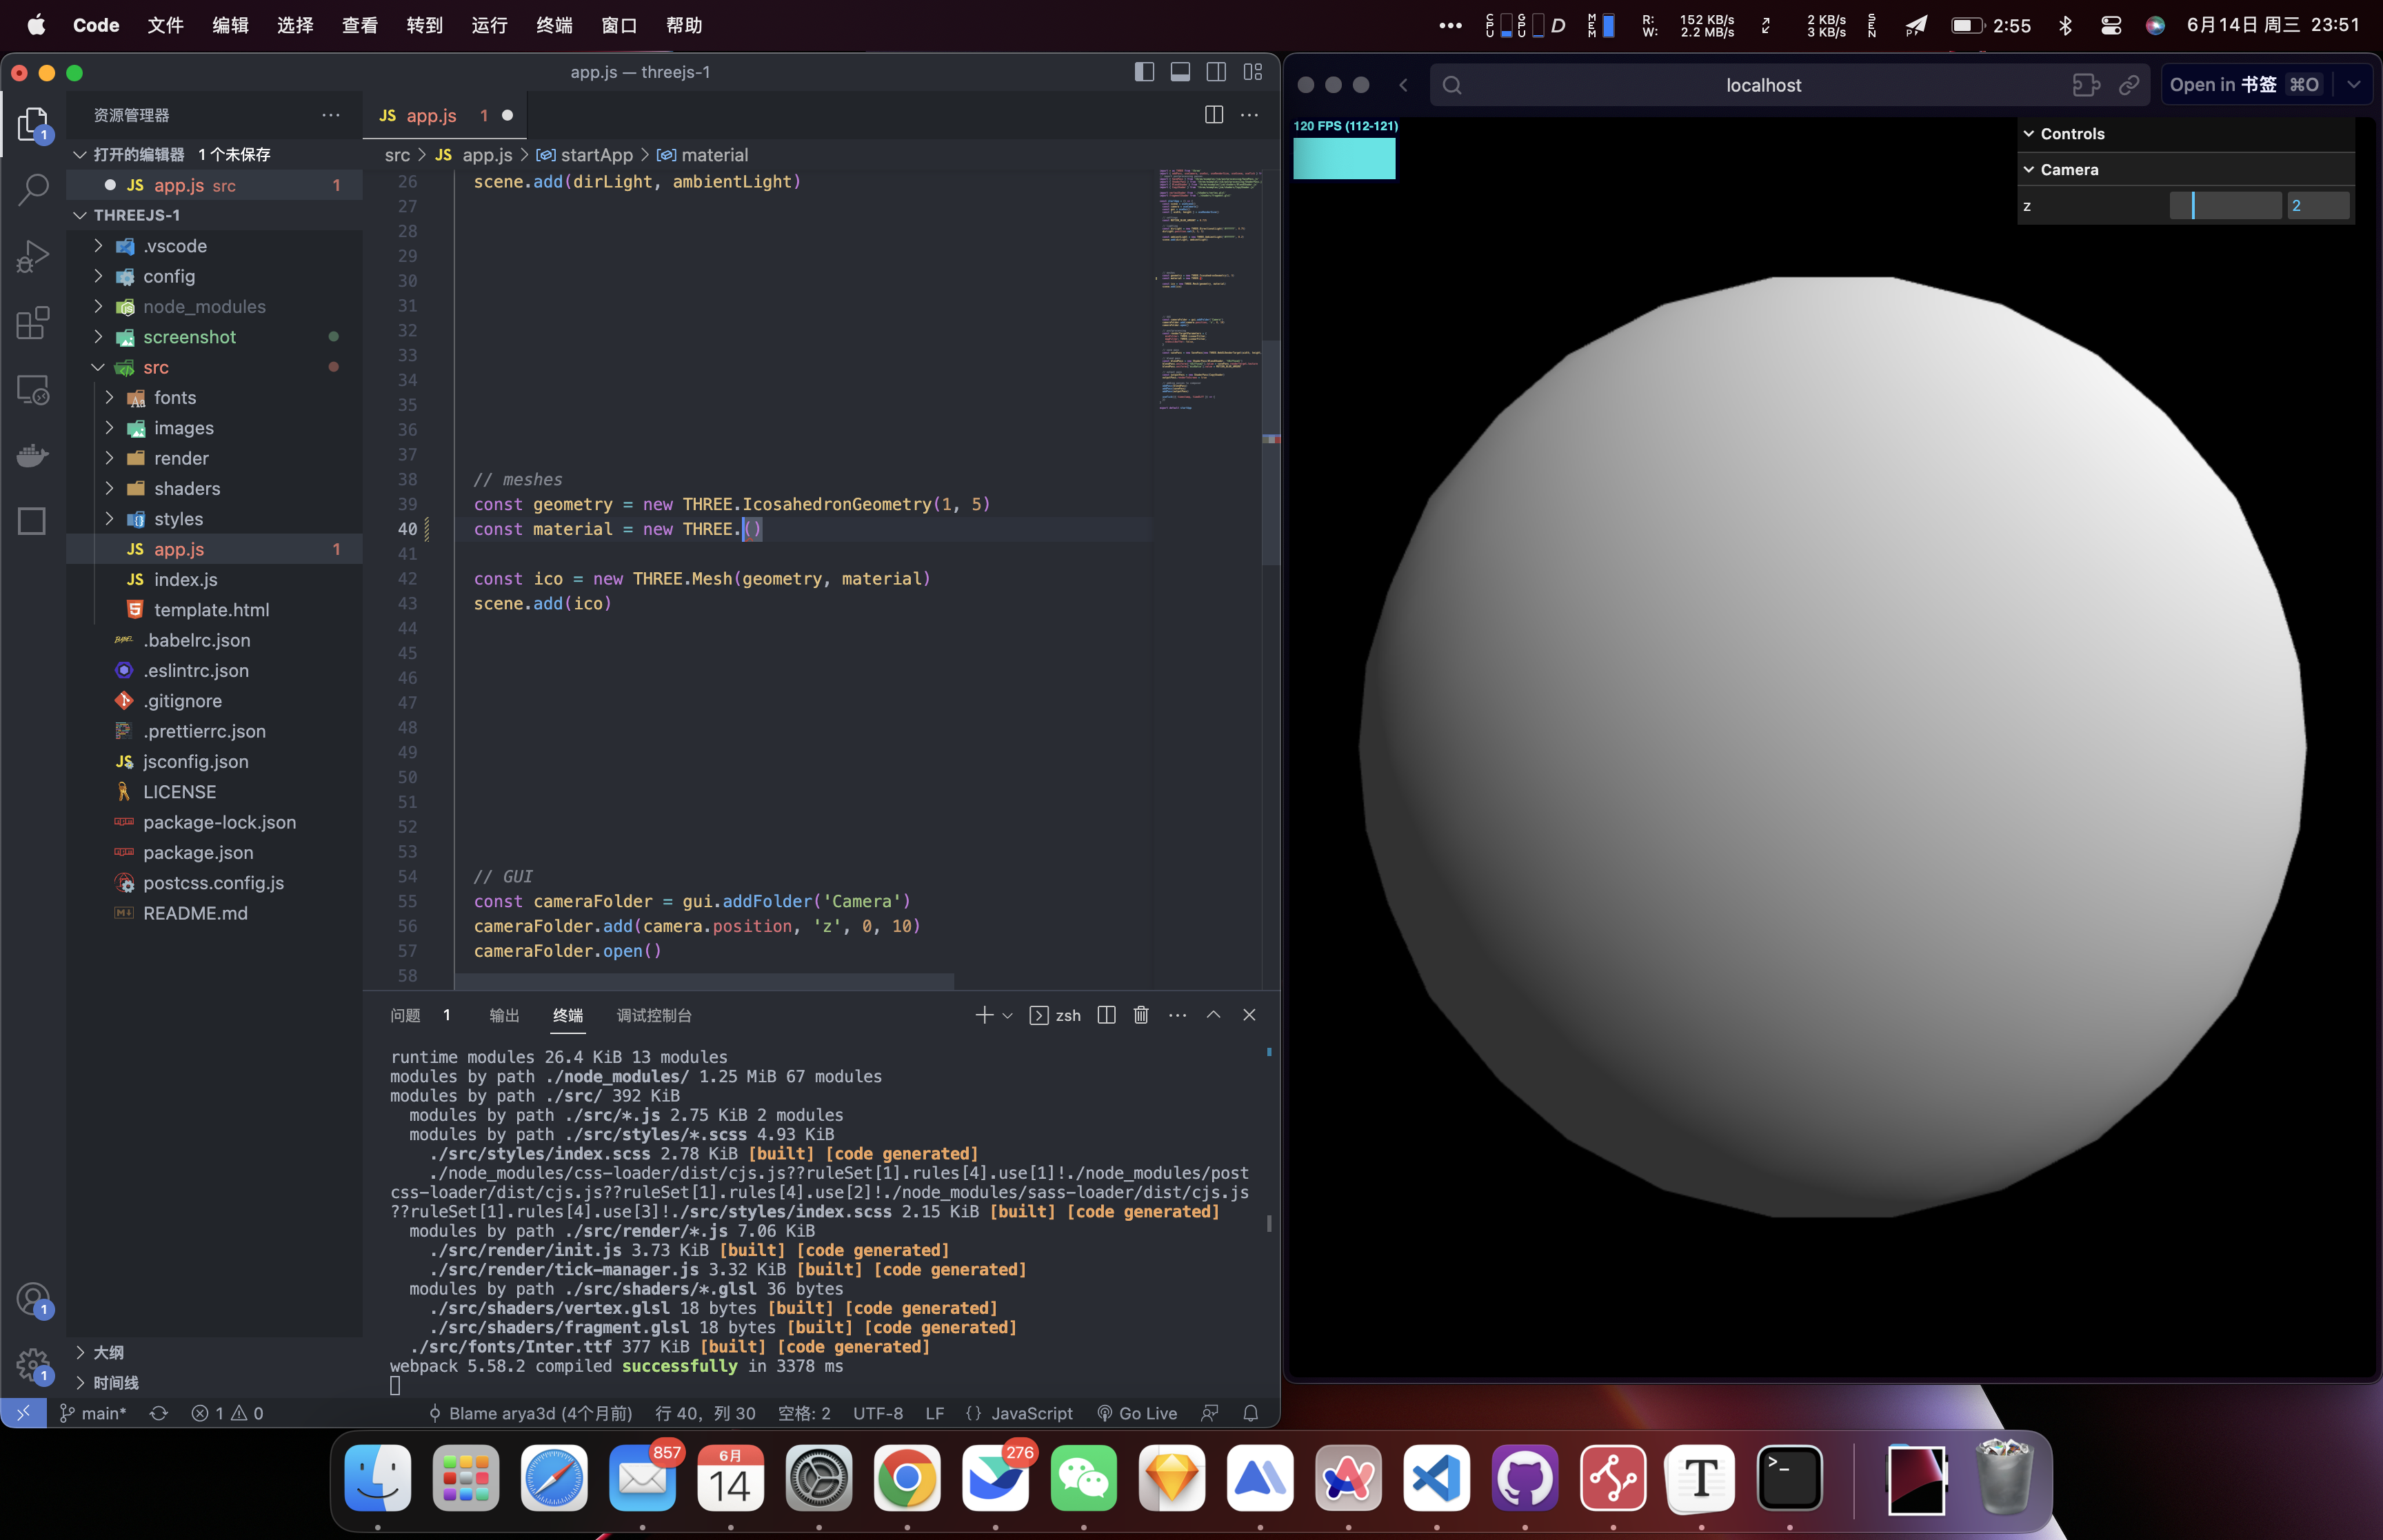 Code 文件 编辑 选择 查看 转到 运行 终端 窗口 帮助
CPU GPU D MEM R: 152 KB/s W: 2.2 MB/s 2 KB/s 3 KB/s SEN 2:55 6月14日 周三 23:51
app.js — threejs-1
资源管理器
打开的编辑器 1个未保存
JS app.js src 1
THREEJS-1
.vscode
config
node_modules
screenshot
src
fonts
images
render
shaders
styles
JS app.js 1
JS index.js
template.html
.babelrc.json
.eslintrc.json
.gitignore
.prettierrc.json
jsconfig.json
LICENSE
package-lock.json
package.json
postcss.config.js
README.md
大纲
时间线
JS app.js 1
src > JS app.js > startApp > material
26 scene.add(dirLight, ambientLight)
27
28
29
30
31
32
33
34
35
36
37
38 // meshes
39 const geometry = new THREE.IcosahedronGeometry(1, 5)
40 const material = new THREE.()
41
42 const ico = new THREE.Mesh(geometry, material)
43 scene.add(ico)
44
45
46
47
48
49
50
51
52
53
54 // GUI
55 const cameraFolder = gui.addFolder('Camera')
56 cameraFolder.add(camera.position, 'z', 0, 10)
57 cameraFolder.open()
58
问题 1 输出 终端 调试控制台 zsh
runtime modules 26.4 KiB 13 modules
modules by path ./node_modules/ 1.25 MiB 67 modules
modules by path ./src/ 392 KiB
modules by path ./src/*.js 2.75 KiB 2 modules
modules by path ./src/styles/*.scss 4.93 KiB
./src/styles/index.scss 2.78 KiB [built] [code generated]
./node_modules/css-loader/dist/cjs.js??ruleSet[1].rules[4].use[1]!./node_modules/post
css-loader/dist/cjs.js??ruleSet[1].rules[4].use[2]!./node_modules/sass-loader/dist/cjs.js
??ruleSet[1].rules[4].use[3]!./src/styles/index.scss 2.15 KiB [built] [code generated]
modules by path ./src/render/*.js 7.06 KiB
./src/render/init.js 3.73 KiB [built] [code generated]
./src/render/tick-manager.js 3.32 KiB [built] [code generated]
modules by path ./src/shaders/*.glsl 36 bytes
./src/shaders/vertex.glsl 18 bytes [built] [code generated]
./src/shaders/fragment.glsl 18 bytes [built] [code generated]
./src/fonts/Inter.ttf 377 KiB [built] [code generated]
webpack 5.58.2 compiled successfully in 3378 ms
main* 1 0 Blame arya3d (4个月前) 行 40，列 30 空格: 2 UTF-8 LF {} JavaScript Go Live
localhost
Open in 书签 ⌘O
120 FPS (112-121)
Controls
Camera
z 2
857
6月
14
276